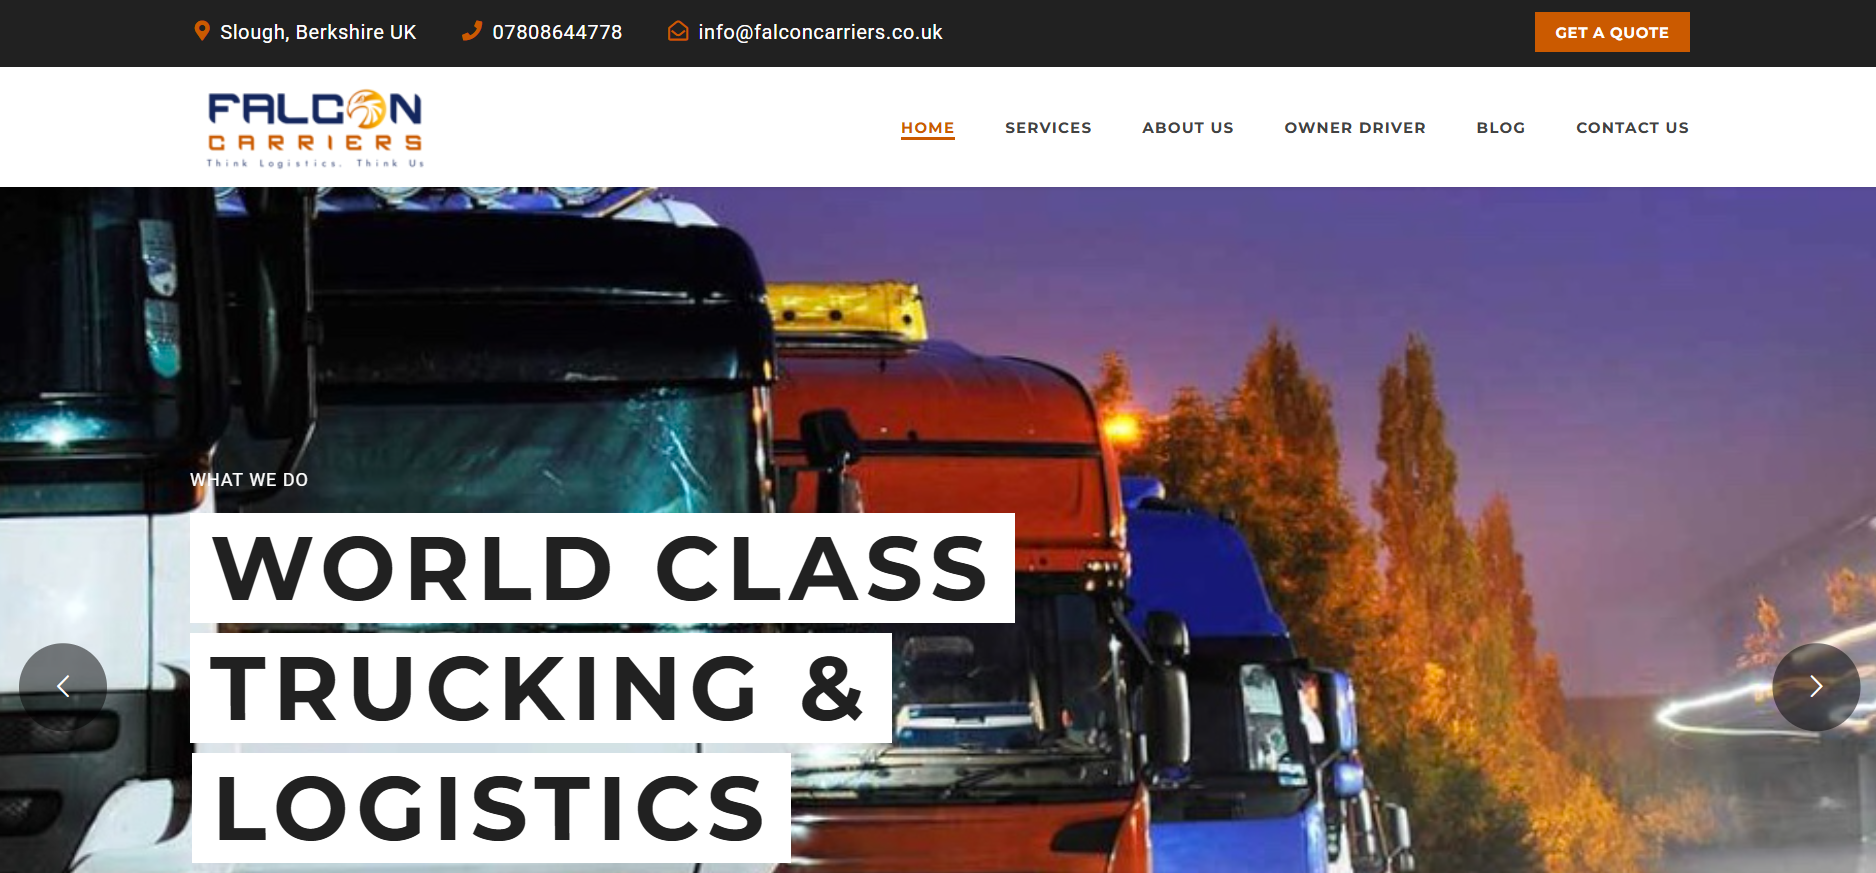 Slough, Berkshire UK 07808644778 info@falconcarriers.co.uk GET A QUOTE
FALCON
CARRIERS
Think Logistics. Think Us
HOME SERVICES ABOUT US OWNER DRIVER BLOG CONTACT US
WHAT WE DO
WORLD CLASS
TRUCKING &
LOGISTICS